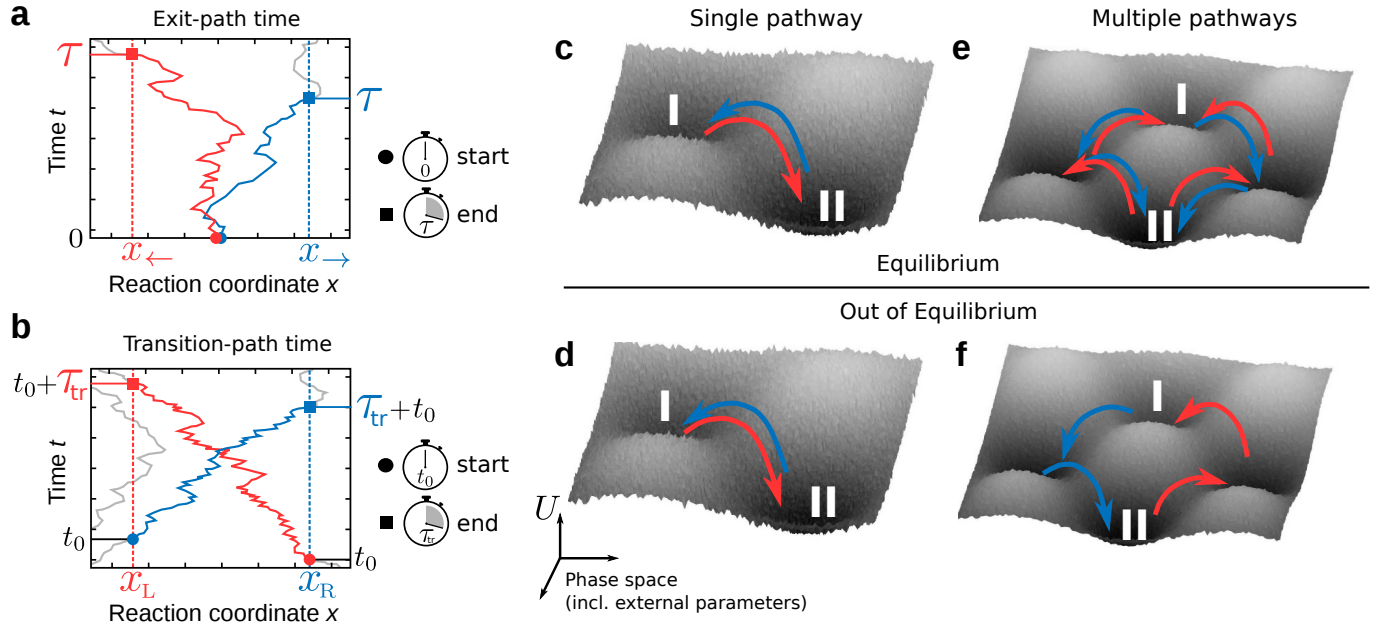 a
Exit-path time
τ
τ
Time t
0
x←
x→
Reaction coordinate x
0
start
τ
end
b
Transition-path time
t₀+τtr
τtr+t₀
Time t
t₀
t₀
xL
xR
Reaction coordinate x
t₀
start
τtr
end
Single pathway
Multiple pathways
c
I
II
e
I
II
Equilibrium
Out of Equilibrium
d
I
II
f
I
II
U
Phase space
(incl. external parameters)